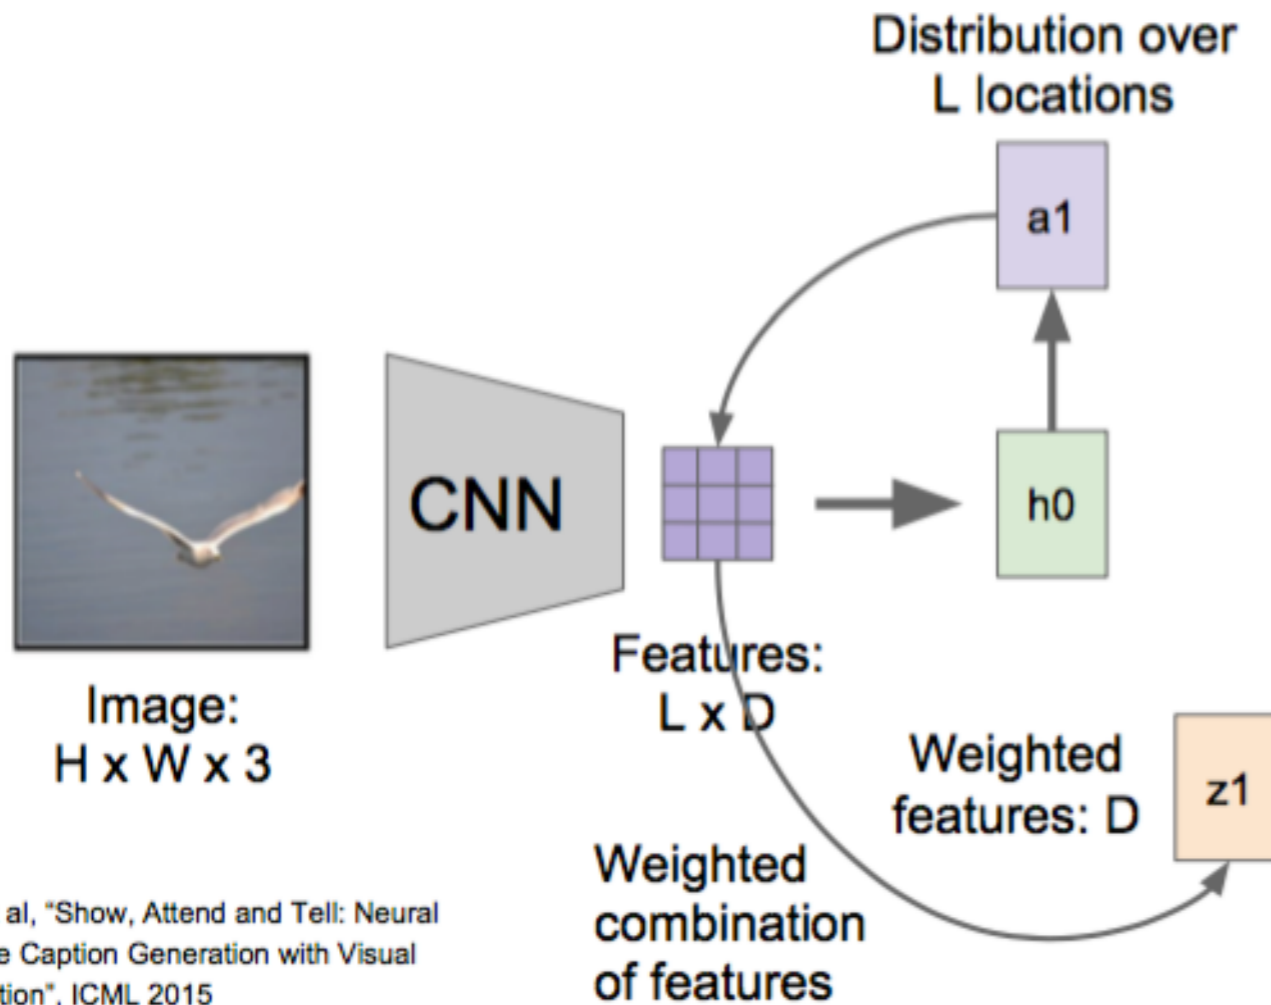 Distribution over
L locations
a1
CNN
h0
Features:
L x D
Image:
H x W x 3
Weighted
features: D
z1
Weighted
combination
of features
al, “Show, Attend and Tell: Neural
e Caption Generation with Visual
tion”, ICML 2015